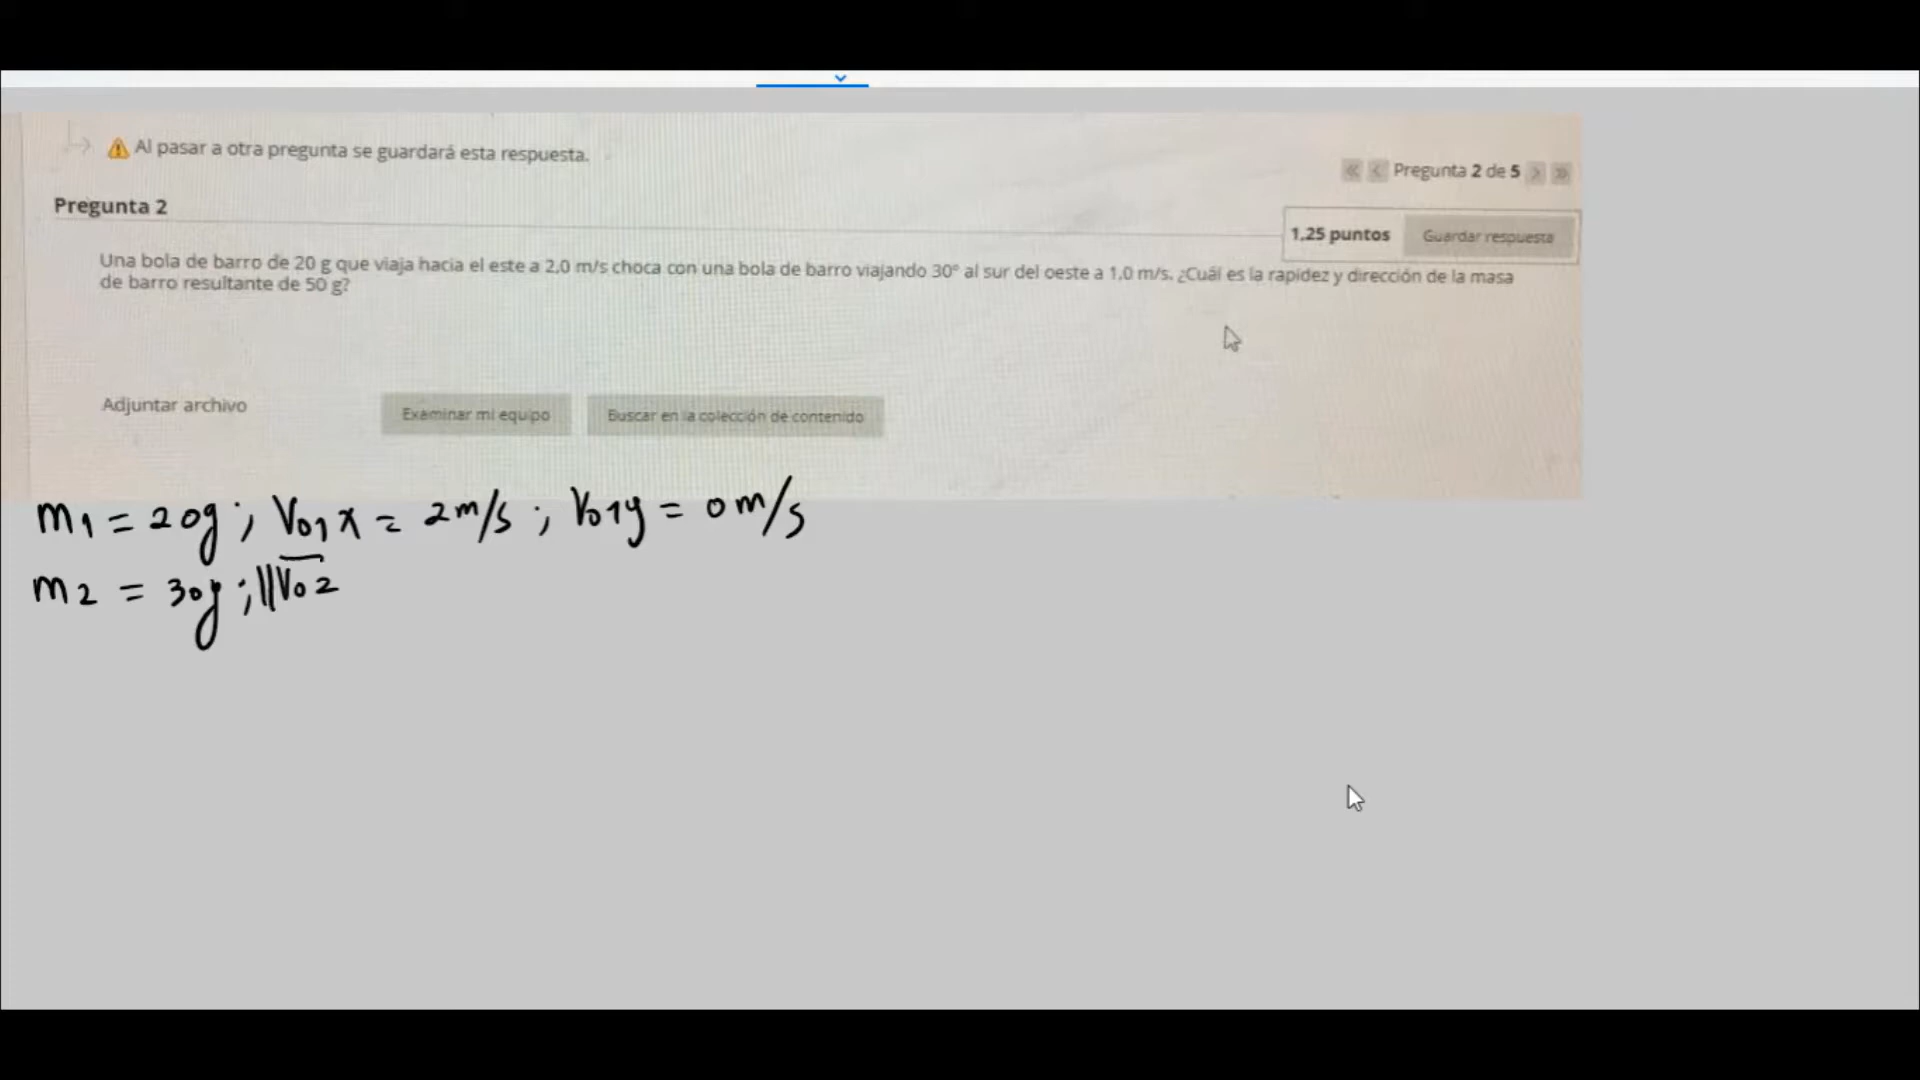 Al pasar a otra pregunta se guardará esta respuesta.
Pregunta 2 de 5
Pregunta 2
1,25 puntos
Guardar respuesta
Una bola de barro de 20 g que viaja hacia el este a 2,0 m/s choca con una bola de barro viajando 30° al sur del oeste a 1,0 m/s. ¿Cuál es la rapidez y dirección de la masa
de barro resultante de 50 g?
Adjuntar archivo
Examinar mi equipo
Buscar en la colección de contenido
m1 = 20g ; Vo1x = 2m/s ; Vo1y = 0m/s
m2 = 30g ; ||Vo2